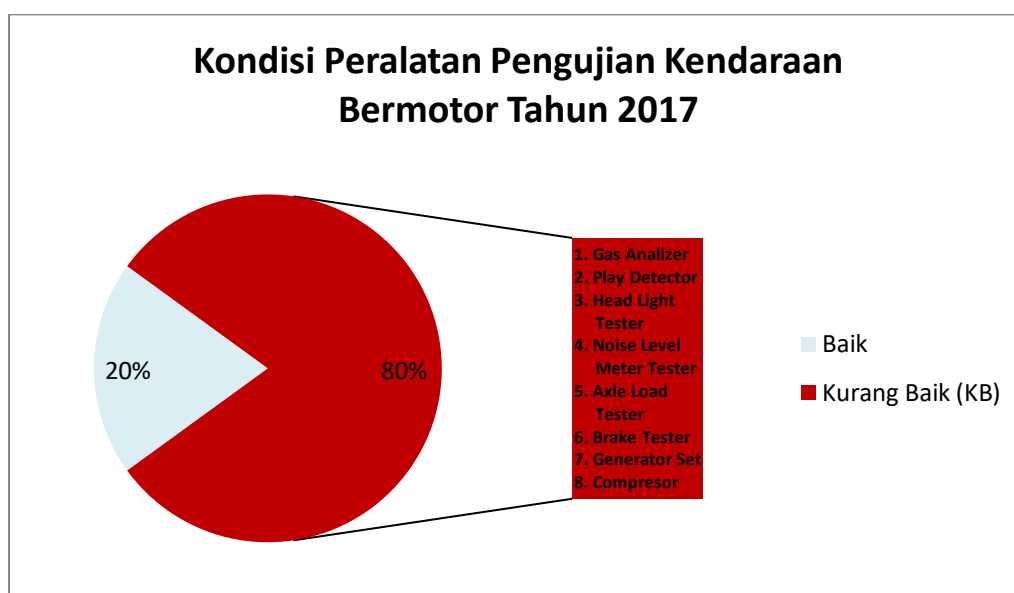 Kondisi Peralatan Pengujian Kendaraan
Bermotor Tahun 2017
20%
80%
1. Gas Analizer
2. Play Detector
3. Head Light
Tester
4. Noise Level
Meter Tester
5. Axle Load
Tester
6. Brake Tester
7. Generator Set
8. Compresor
Baik
Kurang Baik (KB)